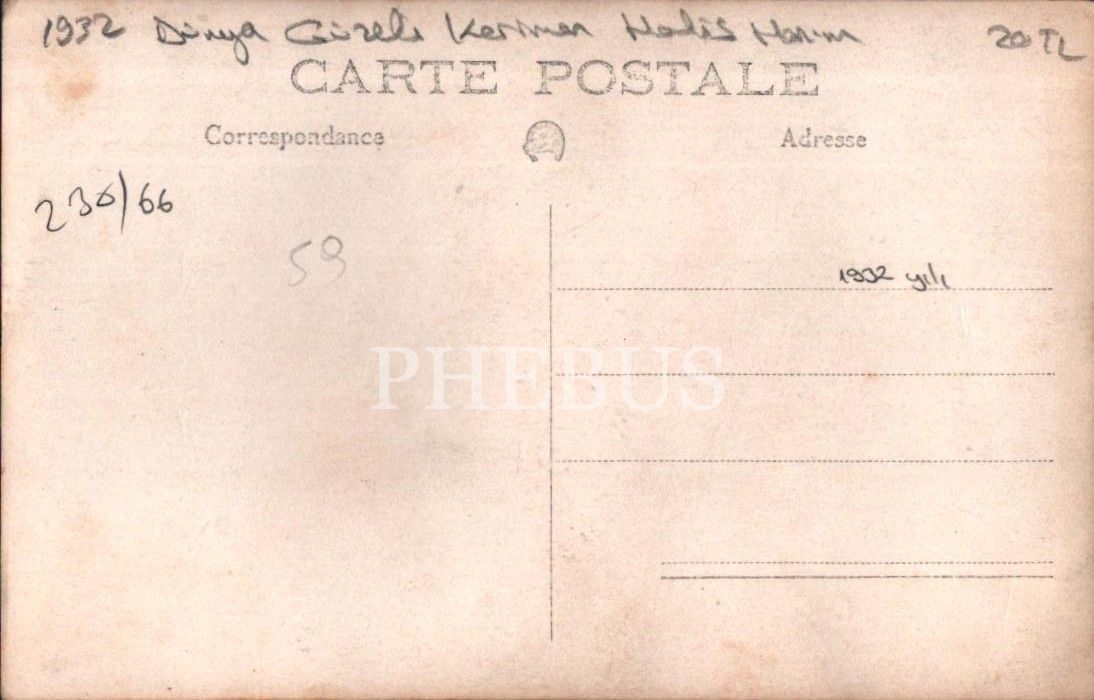 1932 Dünya Güzeli Keriman Halis Hanım 20 TL
CARTE POSTALE
Correspondance Adresse
230/66
59
1932 yılı
PHEBUS